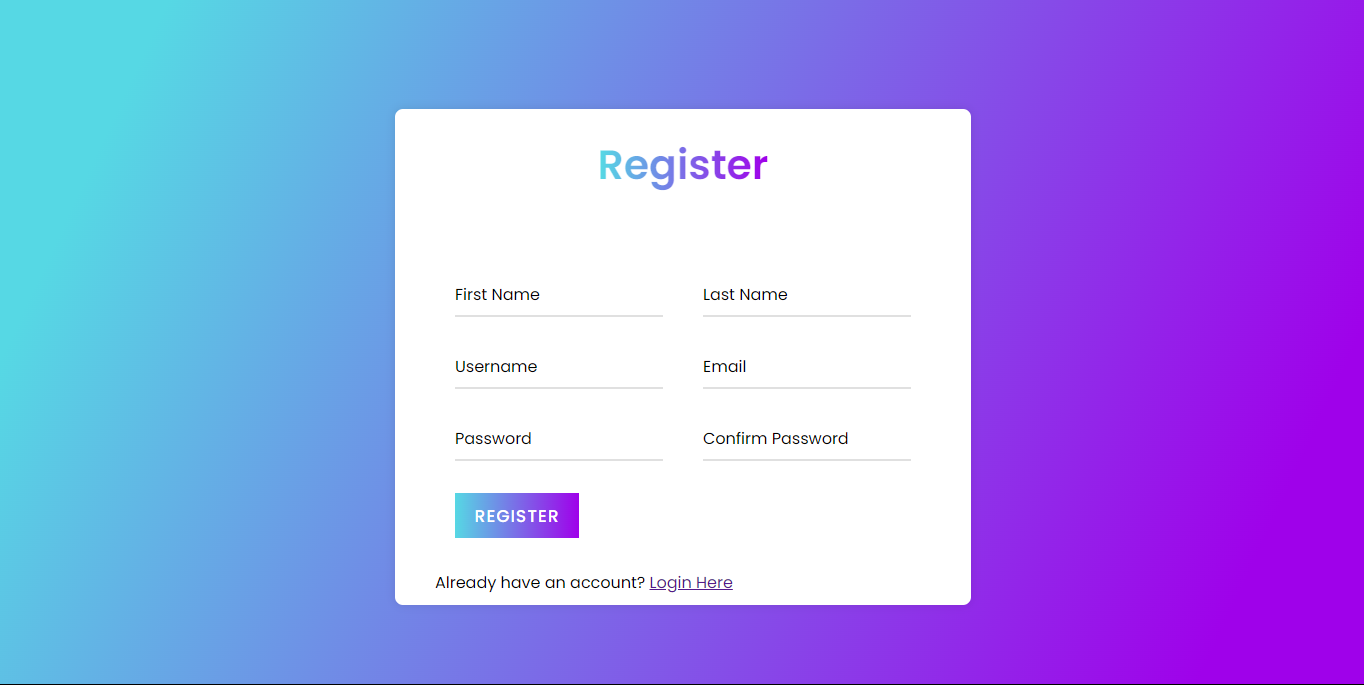 Register
First Name
Last Name
Username
Email
Password
Confirm Password
REGISTER
Already have an account? Login Here